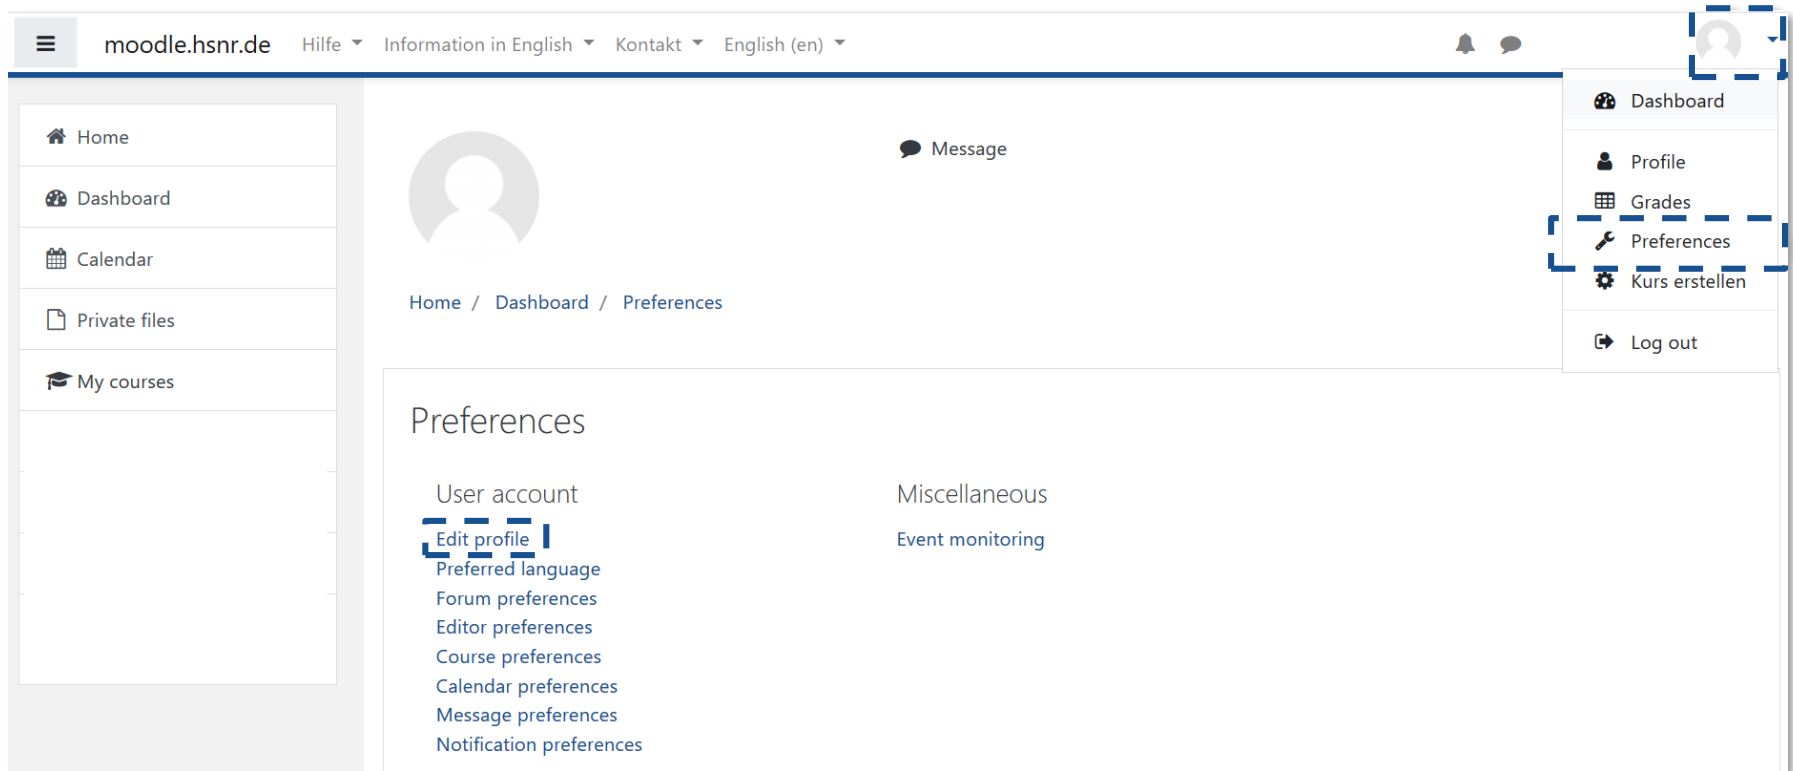 moodle.hsnr.de Hilfe Information in English Kontakt English (en)
Home
Dashboard
Calendar
Private files
My courses
Message
Home / Dashboard / Preferences
Dashboard
Profile
Grades
Preferences
Kurs erstellen
Log out
Preferences
User account
Edit profile
Preferred language
Forum preferences
Editor preferences
Course preferences
Calendar preferences
Message preferences
Notification preferences
Miscellaneous
Event monitoring